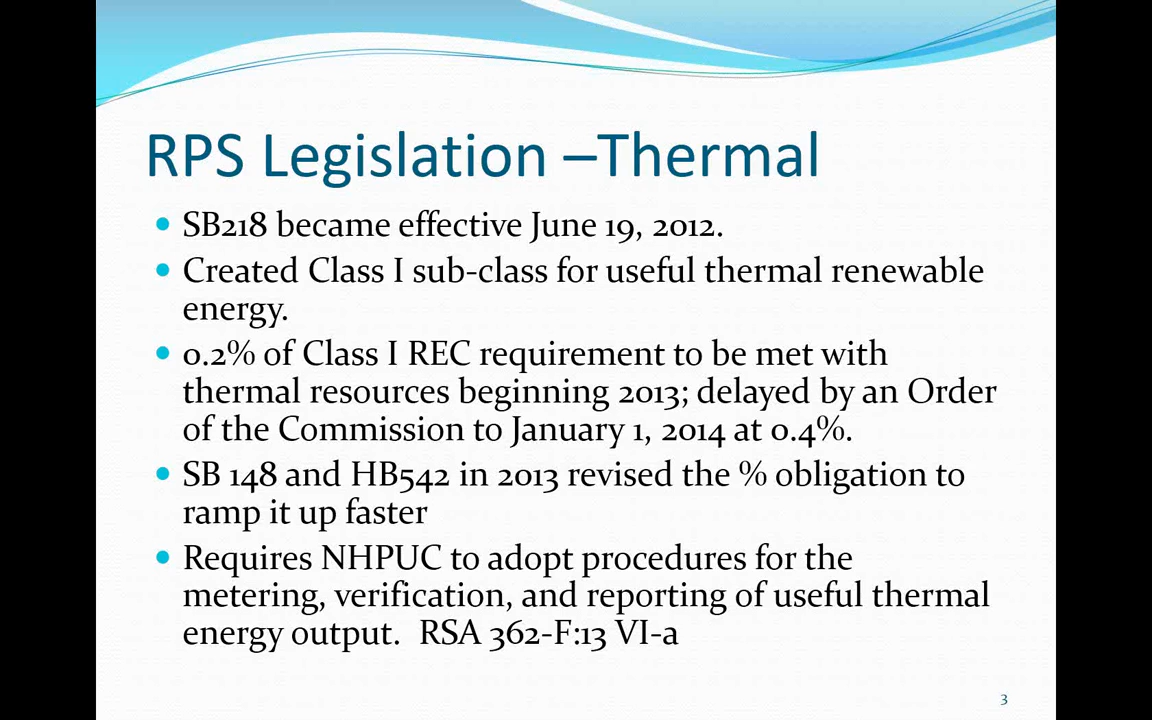 RPS Legislation –Thermal
• SB218 became effective June 19, 2012.
• Created Class I sub-class for useful thermal renewable
energy.
• 0.2% of Class I REC requirement to be met with
thermal resources beginning 2013; delayed by an Order
of the Commission to January 1, 2014 at 0.4%.
• SB 148 and HB542 in 2013 revised the % obligation to
ramp it up faster
• Requires NHPUC to adopt procedures for the
metering, verification, and reporting of useful thermal
energy output.  RSA 362-F:13 VI-a
3